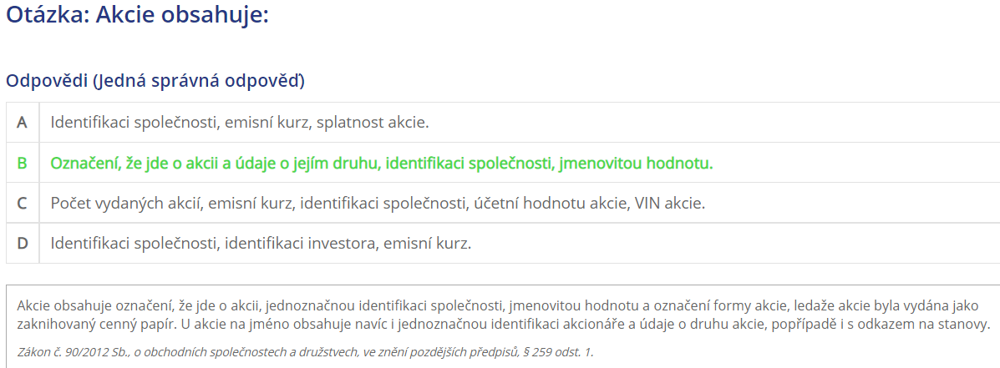 Otázka: Akcie obsahuje:
Odpovědi (Jedná správná odpověď)
A Identifikaci společnosti, emisní kurz, splatnost akcie.
B Označení, že jde o akcii a údaje o jejím druhu, identifikaci společnosti, jmenovitou hodnotu.
C Počet vydaných akcií, emisní kurz, identifikaci společnosti, účetní hodnotu akcie, VIN akcie.
D Identifikaci společnosti, identifikaci investora, emisní kurz.
Akcie obsahuje označení, že jde o akcii, jednoznačnou identifikaci společnosti, jmenovitou hodnotu a označení formy akcie, ledaže akcie byla vydána jako
zaknihovaný cenný papír. U akcie na jméno obsahuje navíc i jednoznačnou identifikaci akcionáře a údaje o druhu akcie, popřípadě i s odkazem na stanovy.
Zákon č. 90/2012 Sb., o obchodních společnostech a družstvech, ve znění pozdějších předpisů, § 259 odst. 1.